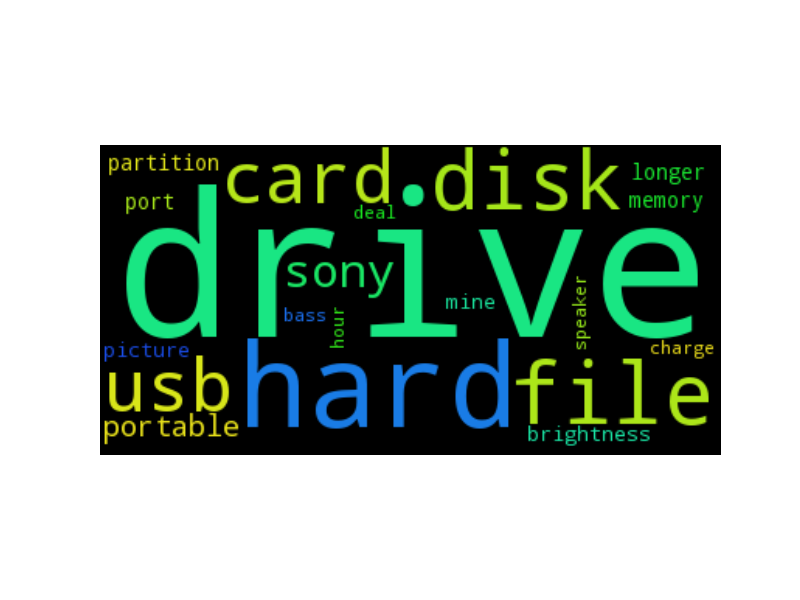 partition
card
disk
longer
port
deal
memory
drive
sony
mine
bass
hour
speaker
picture
charge
usb
hard
file
portable
brightness